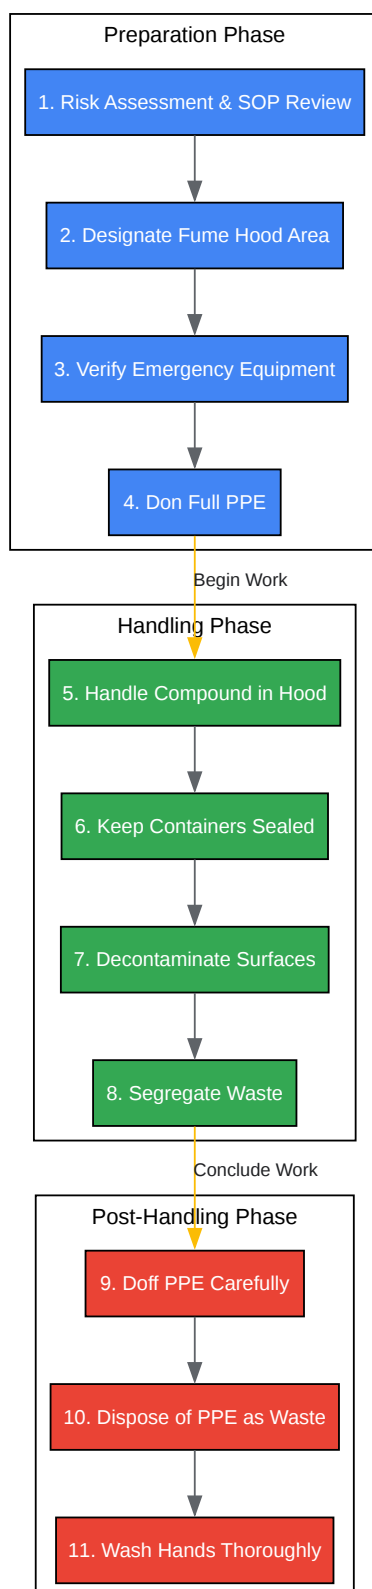 Preparation Phase
1. Risk Assessment & SOP Review
2. Designate Fume Hood Area
3. Verify Emergency Equipment
4. Don Full PPE
Begin Work
Handling Phase
5. Handle Compound in Hood
6. Keep Containers Sealed
7. Decontaminate Surfaces
8. Segregate Waste
Conclude Work
Post-Handling Phase
9. Doff PPE Carefully
10. Dispose of PPE as Waste
11. Wash Hands Thoroughly